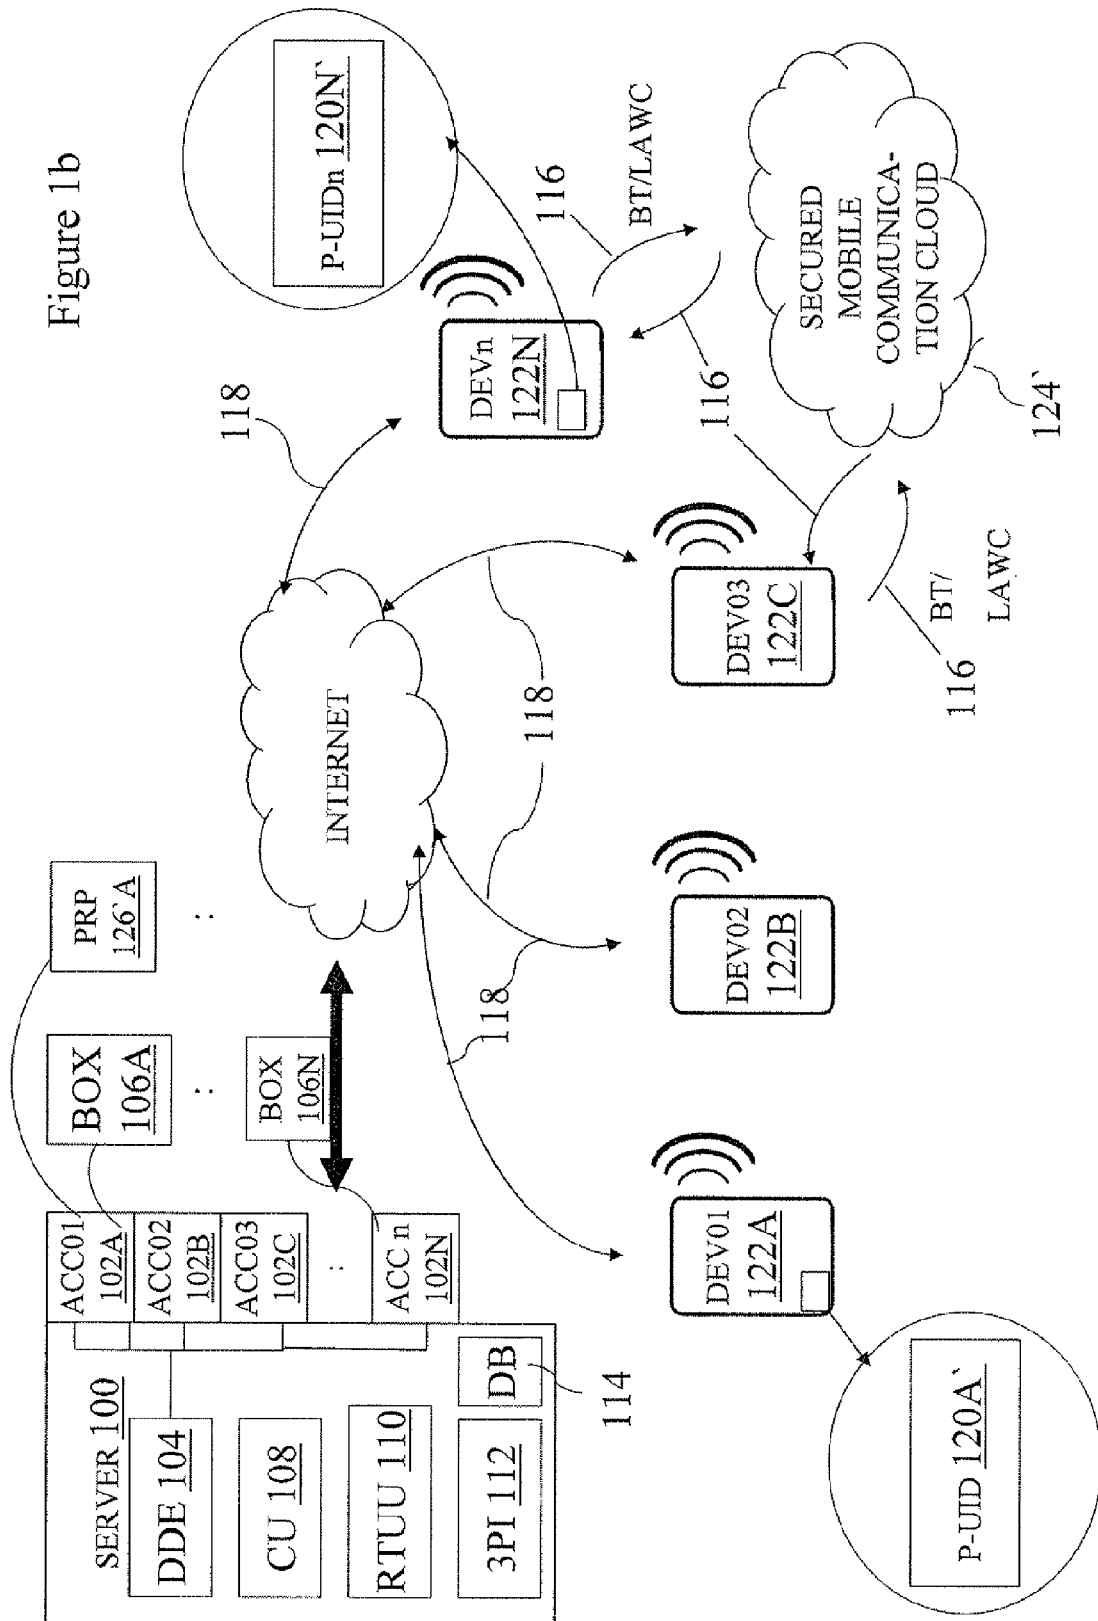 Figure 1b
SERVER 100
DDE 104
CU 108
RTUU 110
3PI 112
DB
114
ACC01
102A
ACC02
102B
ACC03
102C
:
ACC n
102N
BOX
106A
:
BOX
106N
PRP
126`A
:
INTERNET
118
118
118
DEV01
122A
DEV02
122B
DEV03
122C
DEVn
122N
P-UID 120A`
P-UIDn 120N`
116
BT/LAWC
116
116
BT/
LAWC
SECURED
MOBILE
COMMUNICA-
TION CLOUD
124`